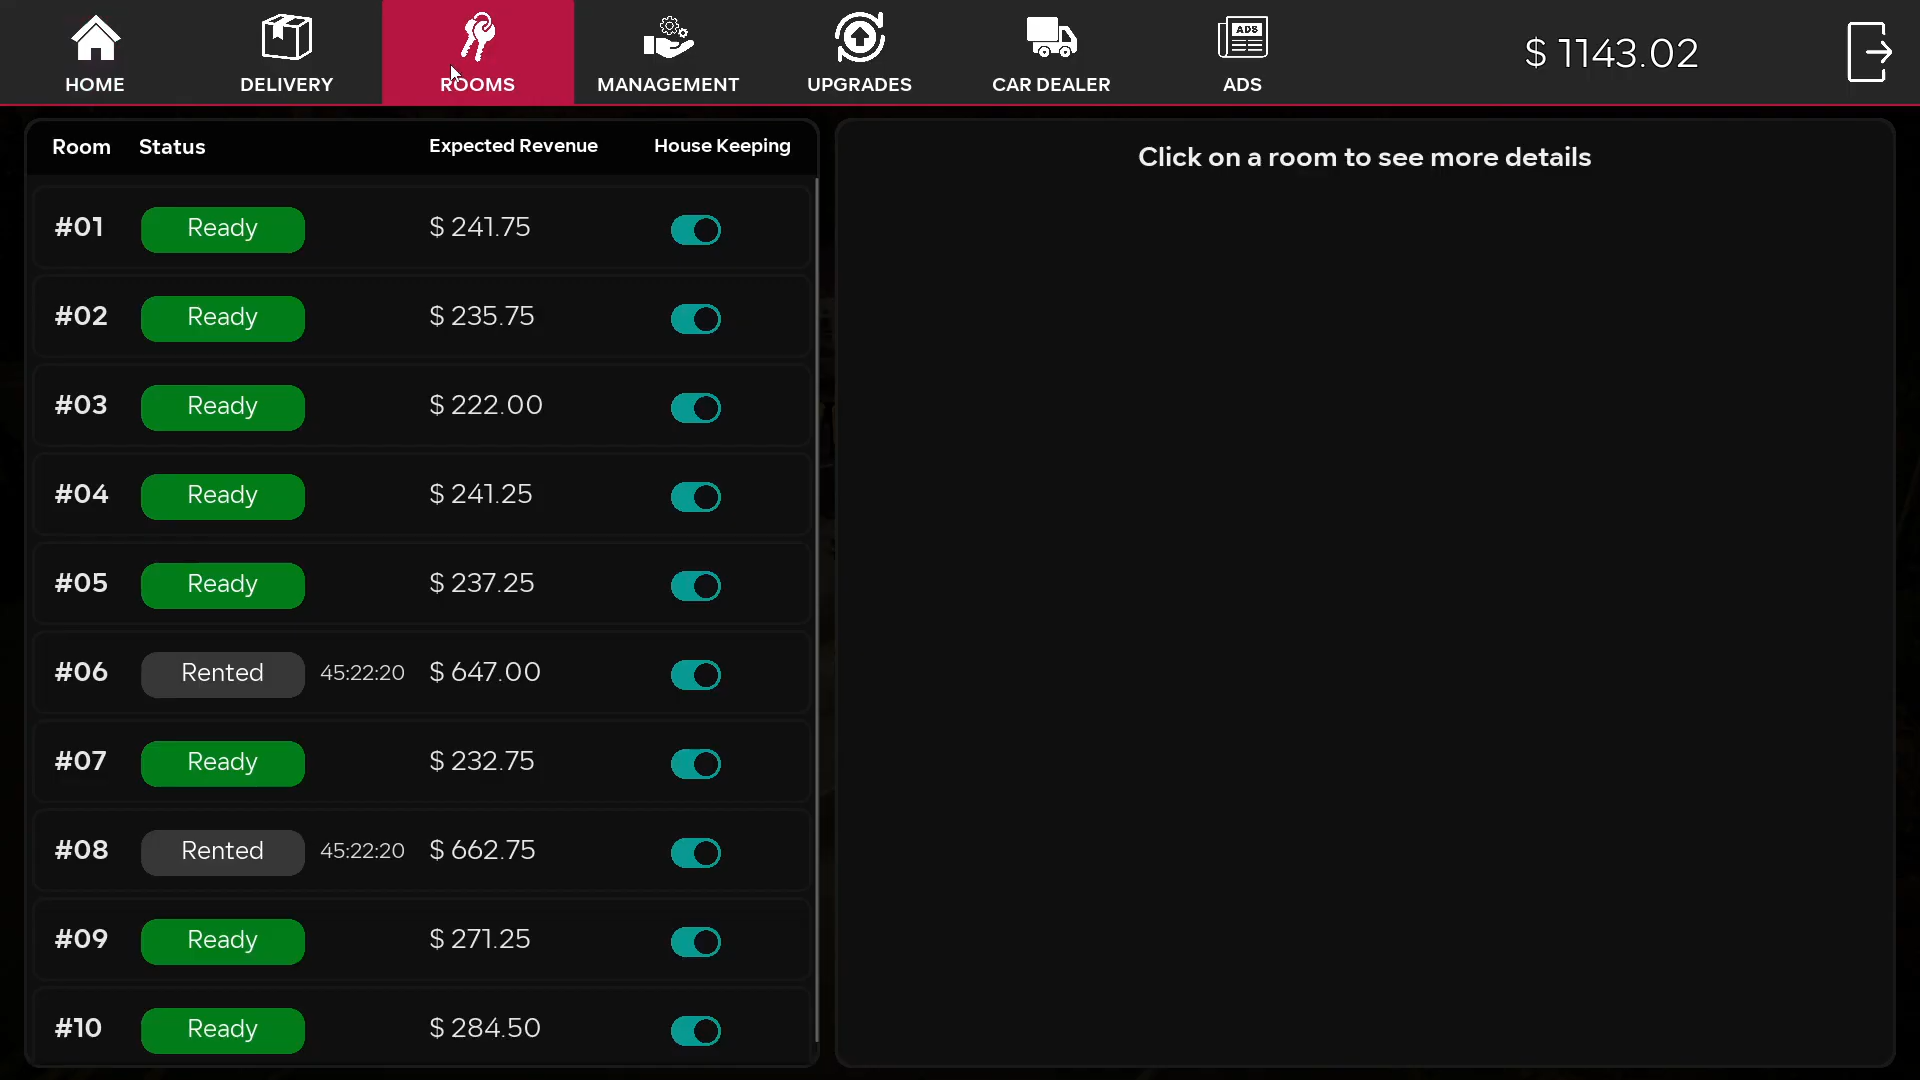 HOME DELIVERY ROOMS MANAGEMENT UPGRADES CAR DEALER ADS ADS $ 1143.02
Room Status Expected Revenue House Keeping
Click on a room to see more details
#01 Ready $ 241.75
#02 Ready $ 235.75
#03 Ready $ 222.00
#04 Ready $ 241.25
#05 Ready $ 237.25
#06 Rented 45:22:20 $ 647.00
#07 Ready $ 232.75
#08 Rented 45:22:20 $ 662.75
#09 Ready $ 271.25
#10 Ready $ 284.50